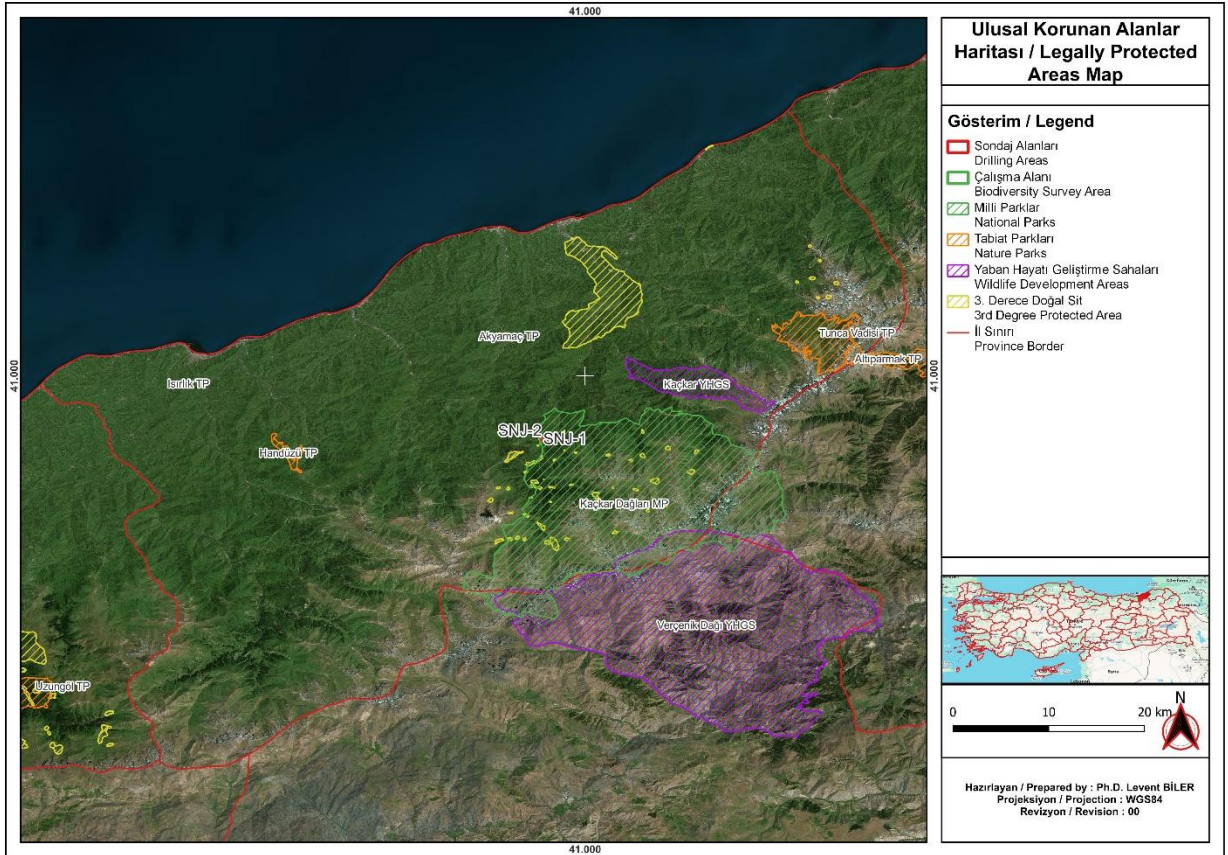 41.000
41.000
41.000
41.000
Akyamaç TP
Isırlık TP
Handüzü TP
Tunca Vadisi TP
Altıparmak TP
Kaçkar YHGS
SNJ-2
SNJ-1
Kaçkar Dağları MP
Verçenik Dağı YHGS
Uzungöl TP
Ulusal Korunan Alanlar
Haritası / Legally Protected
Areas Map
Gösterim / Legend
Sondaj Alanları
Drilling Areas
Çalışma Alanı
Biodiversity Survey Area
Milli Parklar
National Parks
Tabiat Parkları
Nature Parks
Yaban Hayatı Geliştirme Sahaları
Wildlife Development Areas
3. Derece Doğal Sit
3rd Degree Protected Area
İl Sınırı
Province Border
0 10 20 km
N
Hazırlayan / Prepared by : Ph.D. Levent BİLER
Projeksiyon / Projection : WGS84
Revizyon / Revision : 00